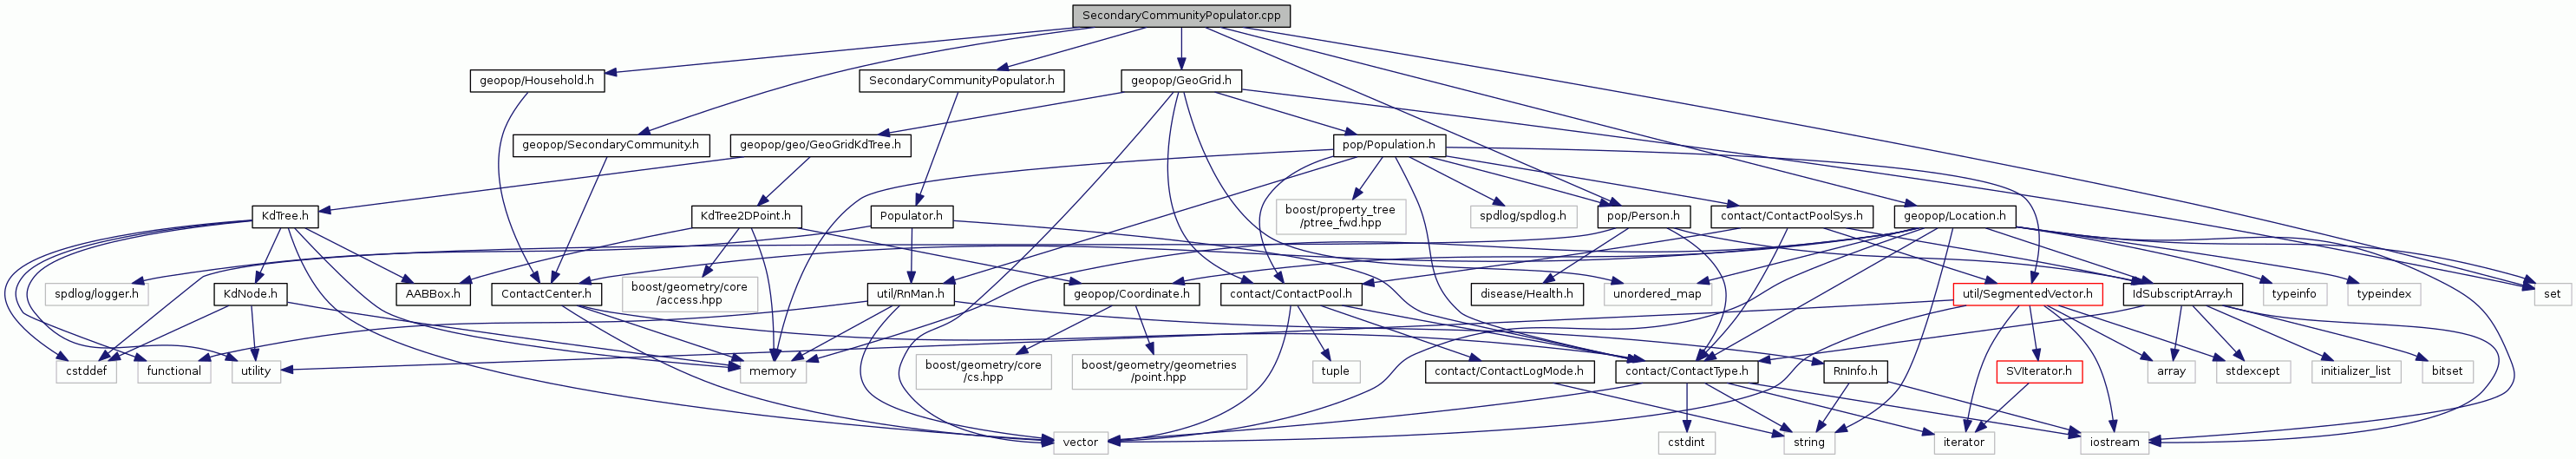 SecondaryCommunityPopulator.cpp
geopop/Household.h
SecondaryCommunityPopulator.h
geopop/GeoGrid.h
geopop/SecondaryCommunity.h
geopop/geo/GeoGridKdTree.h
pop/Population.h
KdTree.h
KdTree2DPoint.h
Populator.h
boost/property_tree
/ptree_fwd.hpp
spdlog/spdlog.h
pop/Person.h
contact/ContactPoolSys.h
geopop/Location.h
spdlog/logger.h
KdNode.h
AABBox.h
ContactCenter.h
boost/geometry/core
/access.hpp
util/RnMan.h
geopop/Coordinate.h
contact/ContactPool.h
disease/Health.h
unordered_map
util/SegmentedVector.h
IdSubscriptArray.h
typeinfo
typeindex
set
cstddef
functional
utility
memory
boost/geometry/core
/cs.hpp
boost/geometry/geometries
/point.hpp
tuple
contact/ContactLogMode.h
contact/ContactType.h
RnInfo.h
SVIterator.h
array
stdexcept
initializer_list
bitset
vector
cstdint
string
iterator
iostream